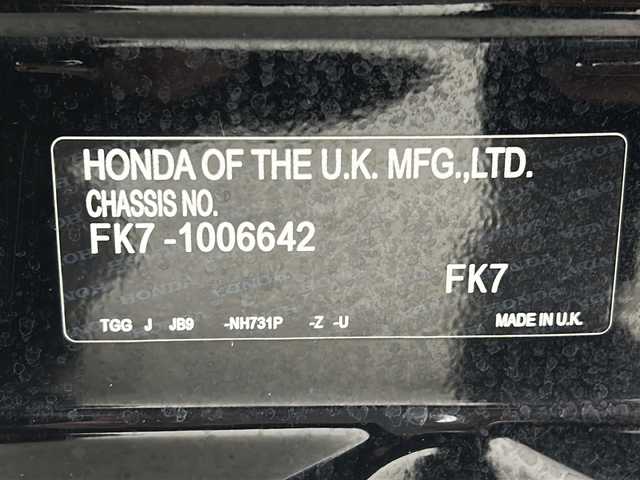 HONDA OF THE U.K. MFG.,LTD.
CHASSIS NO.
FK7 -1006642
FK7
TGG J JB9 -NH731P -Z -U MADE IN U.K.